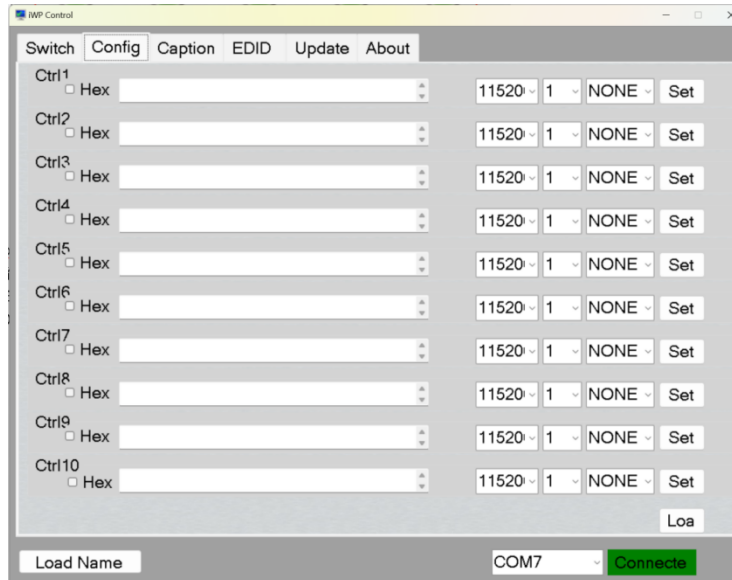 iWP Control
Switch Config Caption EDID Update About
Ctrl1
Hex 11520 1 NONE Set
Ctrl2
Hex 11520 1 NONE Set
Ctrl3
Hex 11520 1 NONE Set
Ctrl4
Hex 11520 1 NONE Set
Ctrl5
Hex 11520 1 NONE Set
Ctrl6
Hex 11520 1 NONE Set
Ctrl7
Hex 11520 1 NONE Set
Ctrl8
Hex 11520 1 NONE Set
Ctrl9
Hex 11520 1 NONE Set
Ctrl10
Hex 11520 1 NONE Set
Loa
Load Name COM7 Connecte